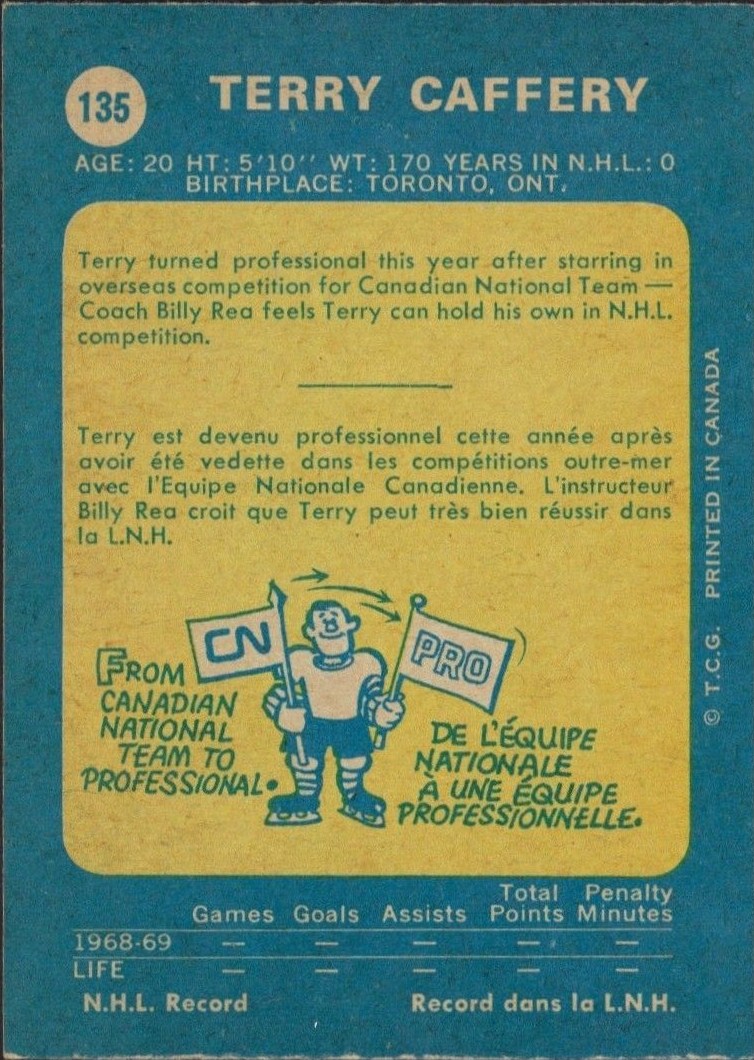 135
TERRY CAFFERY
AGE: 20 HT: 5'10'' WT: 170 YEARS IN N.H.L.: 0
BIRTHPLACE: TORONTO, ONT.
Terry turned professional this year after starring in
overseas competition for Canadian National Team —
Coach Billy Rea feels Terry can hold his own in N.H.L.
competition.
Terry est devenu professionnel cette année après
avoir été vedette dans les compétitions outre-mer
avec l'Equipe Nationale Canadienne. L'instructeur
Billy Rea croit que Terry peut très bien réussir dans
la L.N.H.
CN
PRO
FROM
CANADIAN
NATIONAL
TEAM TO
PROFESSIONAL.
DE L'ÉQUIPE
NATIONALE
À UNE ÉQUIPE
PROFESSIONNELLE.
© T.C.G. PRINTED IN CANADA
Total Penalty
Games Goals Assists Points Minutes
1968-69 — — — — —
LIFE — — — — —
N.H.L. Record Record dans la L.N.H.